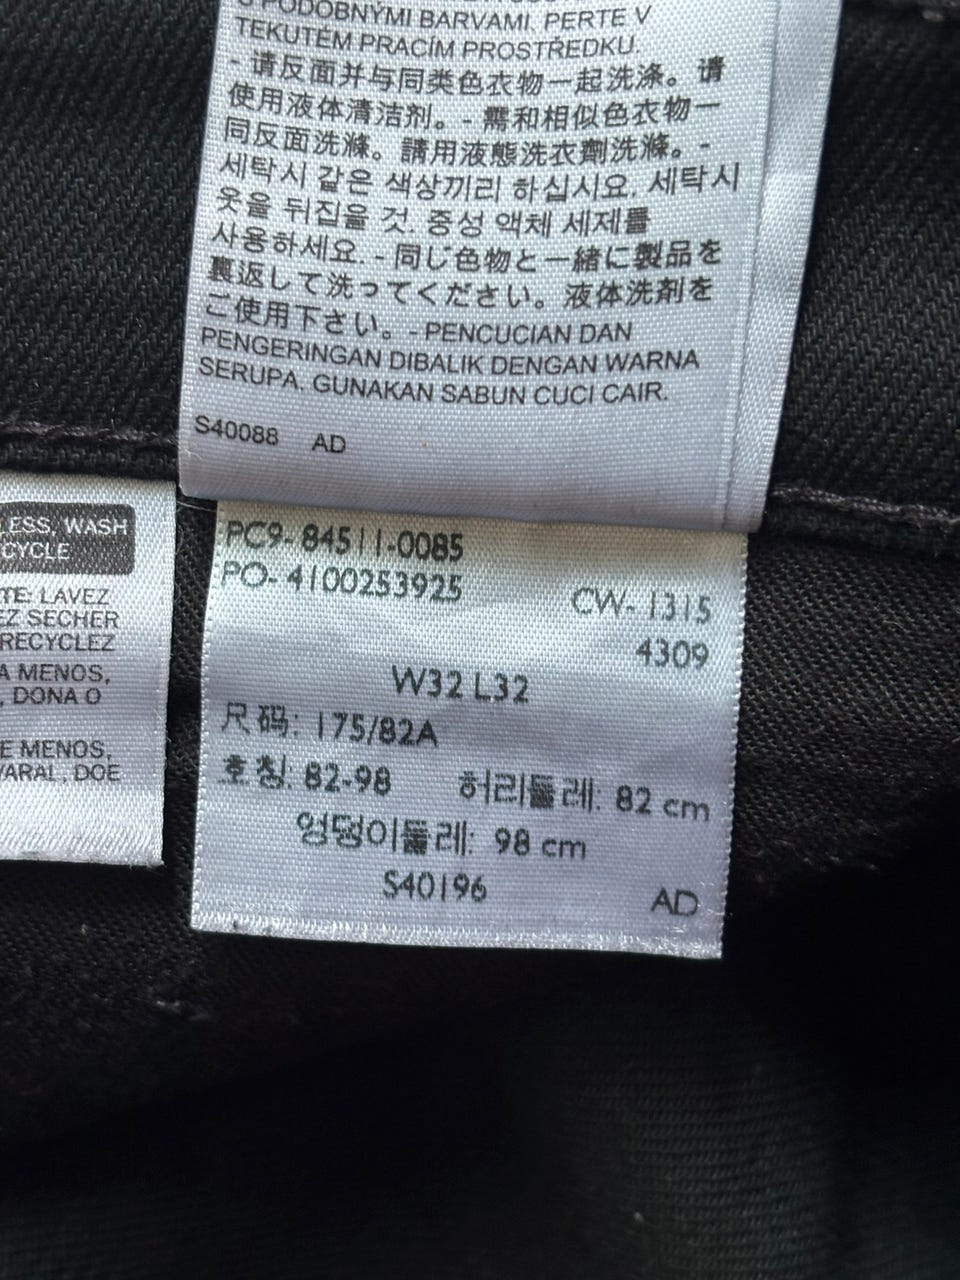 S PODOBNÝMI BARVAMI. PERTE V
TEKUTÉM PRACÍM PROSTŘEDKU.
- 请反面并与同类色衣物一起洗涤。请
使用液体清洁剂。- 需和相似色衣物一
同反面洗滌。請用液態洗衣劑洗滌。-
세탁시 같은 색상끼리 하십시요. 세탁시
옷을 뒤집을 것. 중성 액체 세제를
사용하세요. - 同じ色物と一緒に製品を
裏返して洗ってください。液体洗剤を
ご使用下さい。- PENCUCIAN DAN
PENGERINGAN DIBALIK DENGAN WARNA
SERUPA. GUNAKAN SABUN CUCI CAIR.
S40088 AD
LESS, WASH
CYCLE
TE: LAVEZ
EZ SECHER
RECYCLEZ
A MENOS,
, DONA O
E MENOS,
VARAL, DOE
PC9-84511-0085
PO-4100253925
CW-1315
4309
W32 L32
尺码: 175/82A
호칭: 82-98 허리둘레: 82 cm
엉덩이둘레: 98 cm
S40196 AD